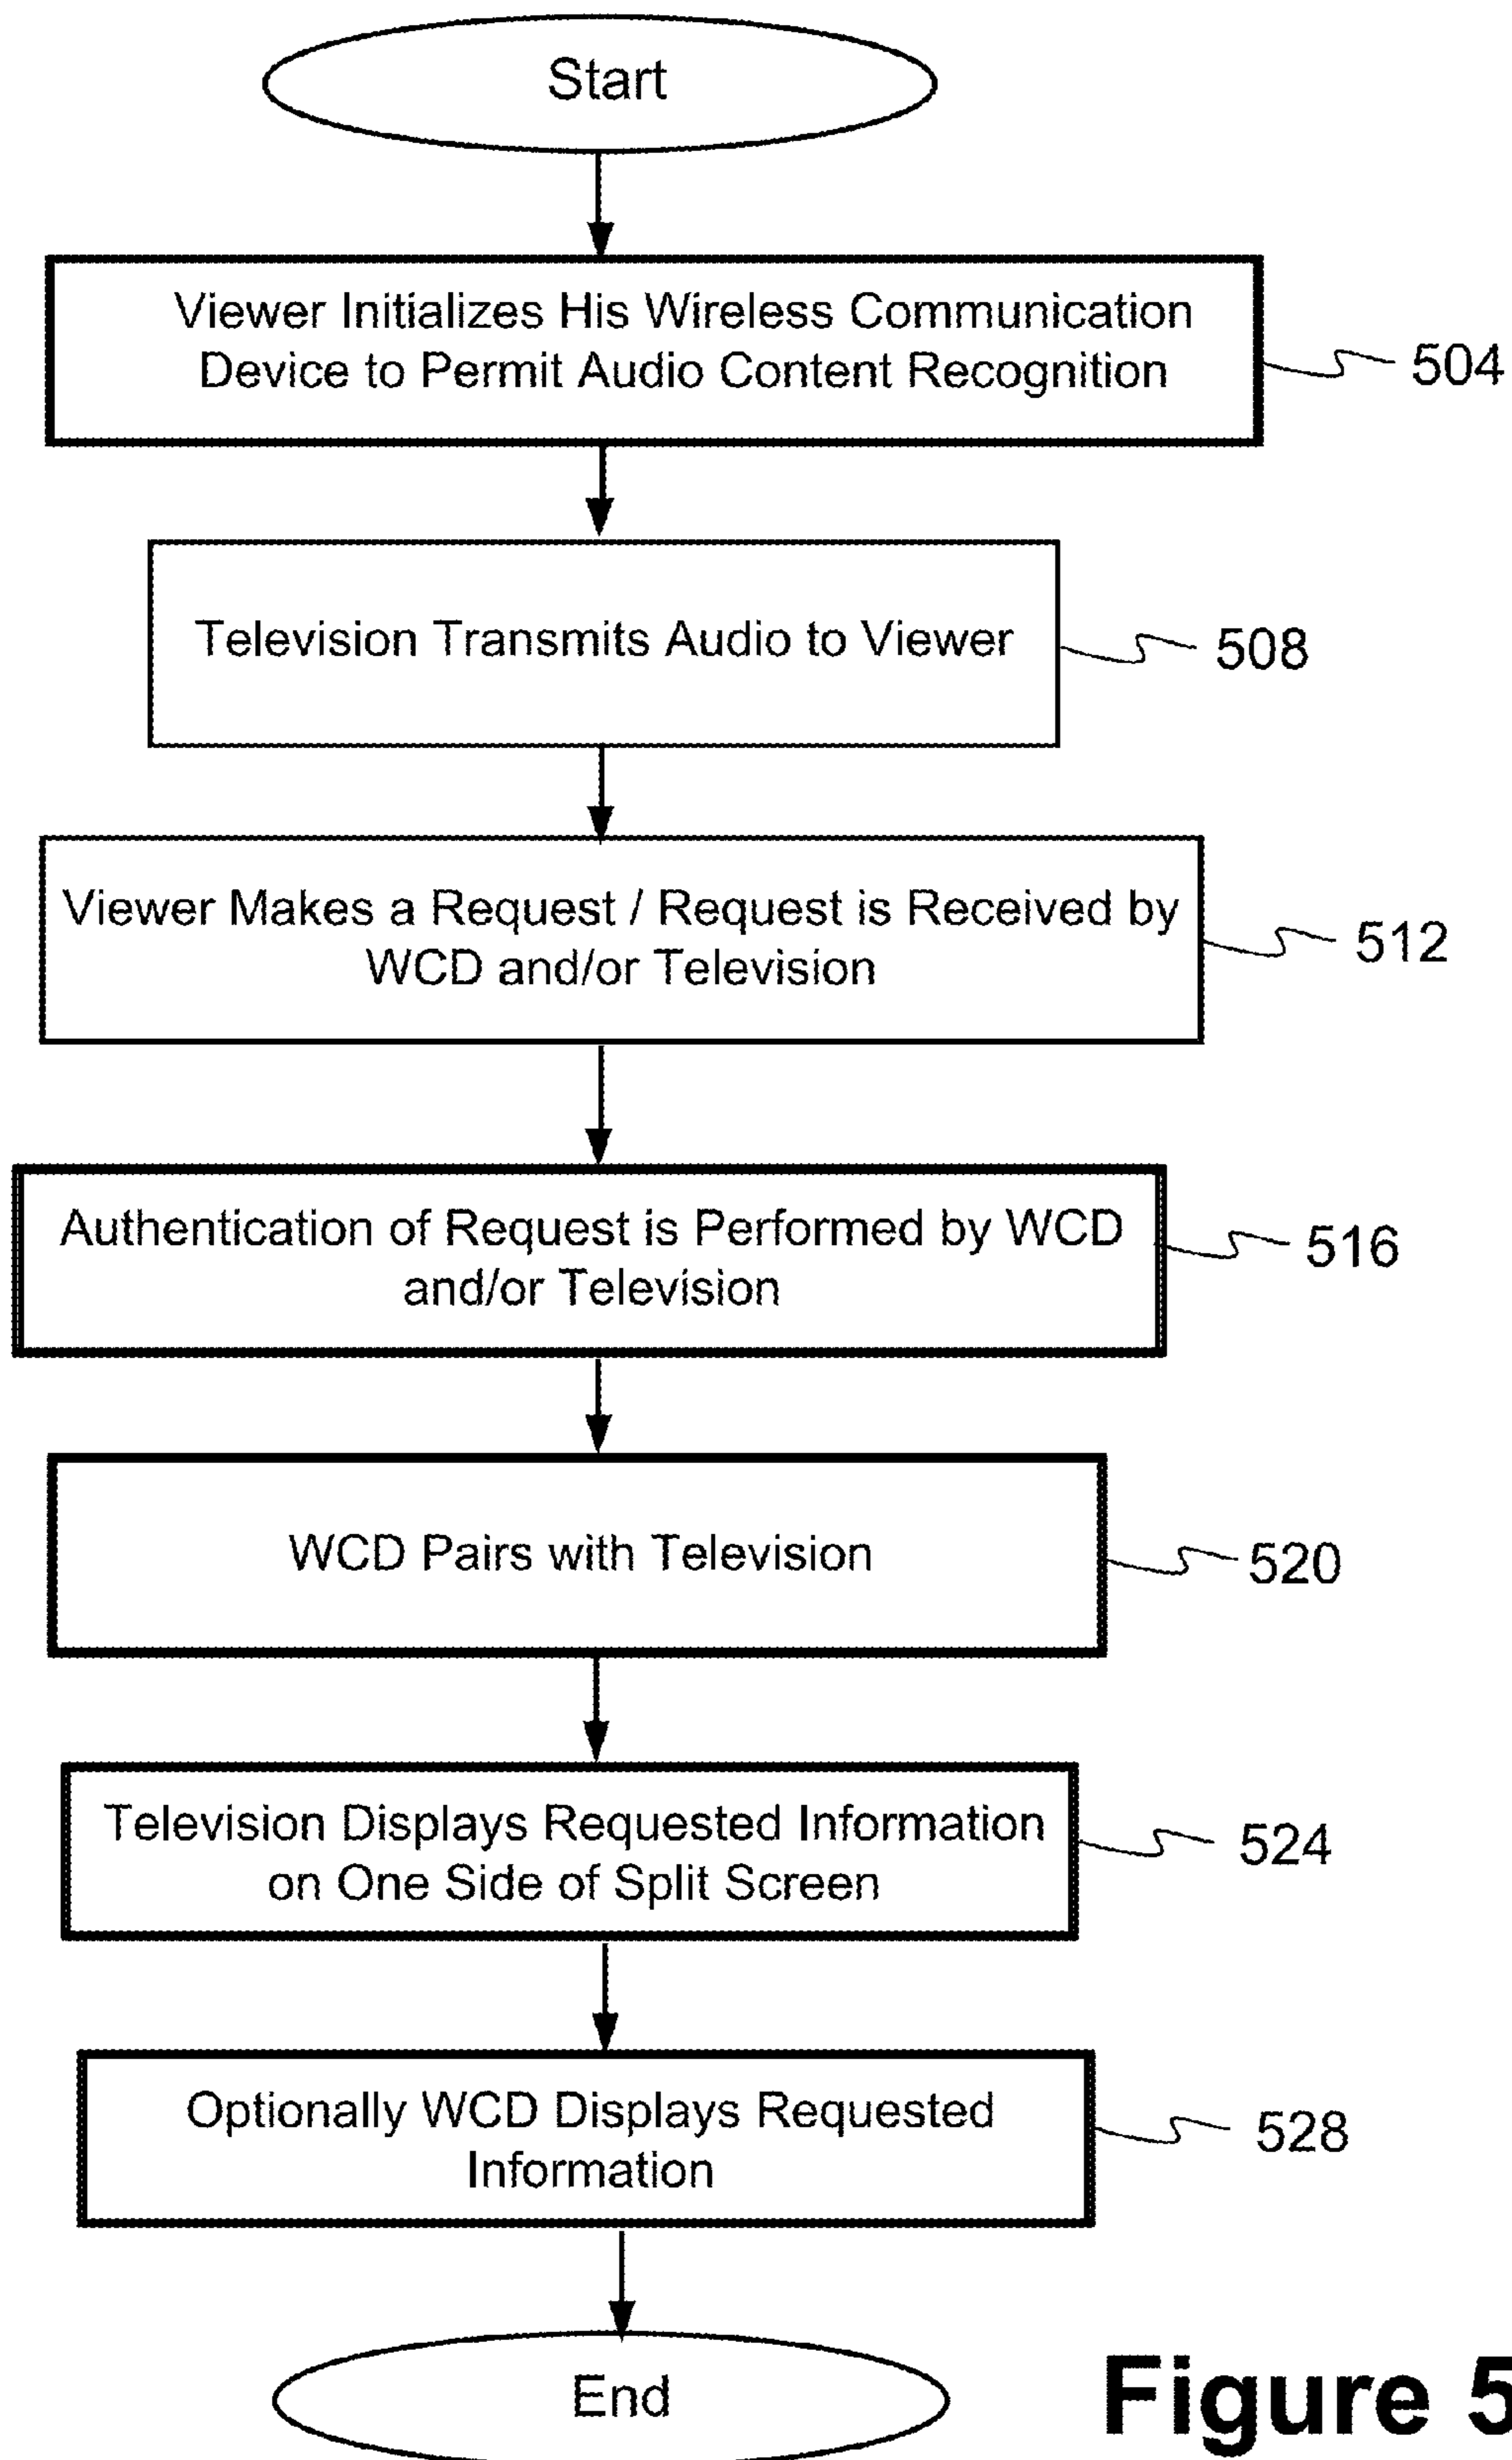 Start
Viewer Initializes His Wireless Communication
Device to Permit Audio Content Recognition
504
Television Transmits Audio to Viewer
508
Viewer Makes a Request / Request is Received by
WCD and/or Television
512
Authentication of Request is Performed by WCD
and/or Television
516
WCD Pairs with Television
520
Television Displays Requested Information
on One Side of Split Screen
524
Optionally WCD Displays Requested
Information
528
End
Figure 5